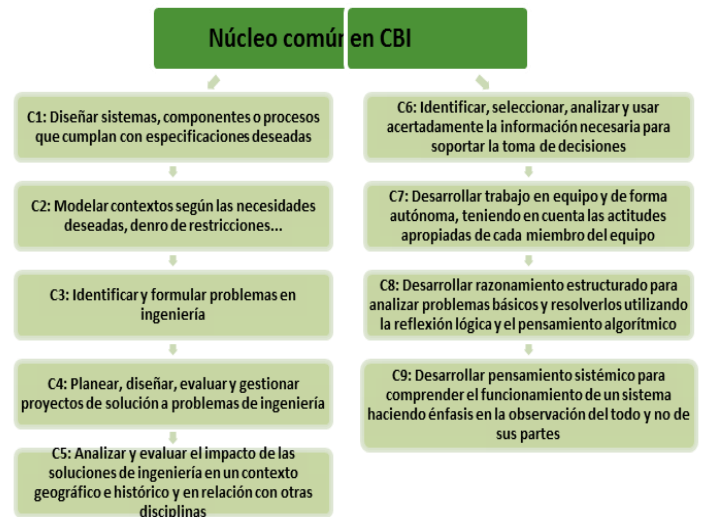 Núcleo común en CBI
C1: Diseñar sistemas, componentes o procesos
que cumplan con especificaciones deseadas
C2: Modelar contextos según las necesidades
deseadas, denro de restricciones...
C3: Identificar y formular problemas en
ingeniería
C4: Planear, diseñar, evaluar y gestionar
proyectos de solución a problemas de ingeniería
C5: Analizar y evaluar el impacto de las
soluciones de ingeniería en un contexto
geográfico e histórico y en relación con otras
disciplinas
C6: Identificar, seleccionar, analizar y usar
acertadamente la información necesaria para
soportar la toma de decisiones
C7: Desarrollar trabajo en equipo y de forma
autónoma, teniendo en cuenta las actitudes
apropiadas de cada miembro del equipo
C8: Desarrollar razonamiento estructurado para
analizar problemas básicos y resolverlos utilizando
la reflexión lógica y el pensamiento algorítmico
C9: Desarrollar pensamiento sistémico para
comprender el funcionamiento de un sistema
haciendo énfasis en la observación del todo y no de
sus partes